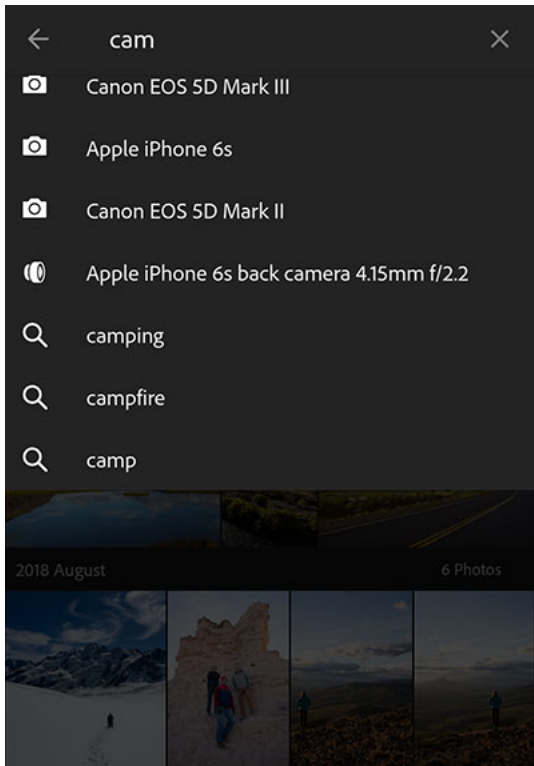 cam
Canon EOS 5D Mark III
Apple iPhone 6s
Canon EOS 5D Mark II
Apple iPhone 6s back camera 4.15mm f/2.2
camping
campfire
camp
2018 August 6 Photos